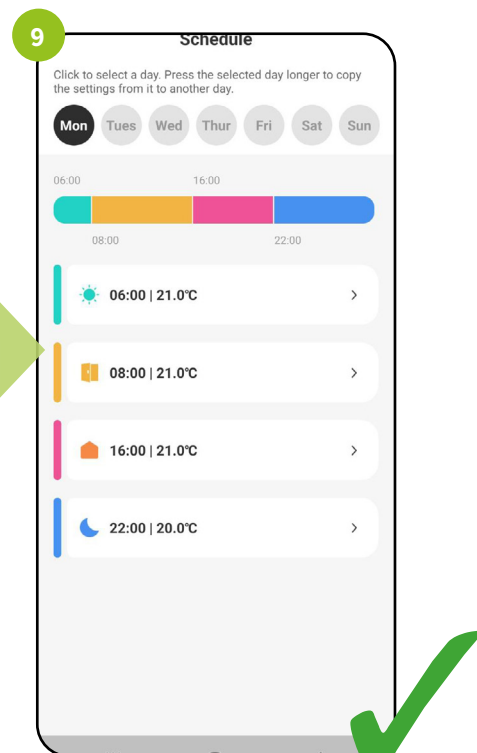 9
Schedule
Click to select a day. Press the selected day longer to copy
the settings from it to another day.
Mon Tues Wed Thur Fri Sat Sun
06:00 16:00
08:00 22:00
06:00 | 21.0℃
08:00 | 21.0℃
16:00 | 21.0℃
22:00 | 20.0℃